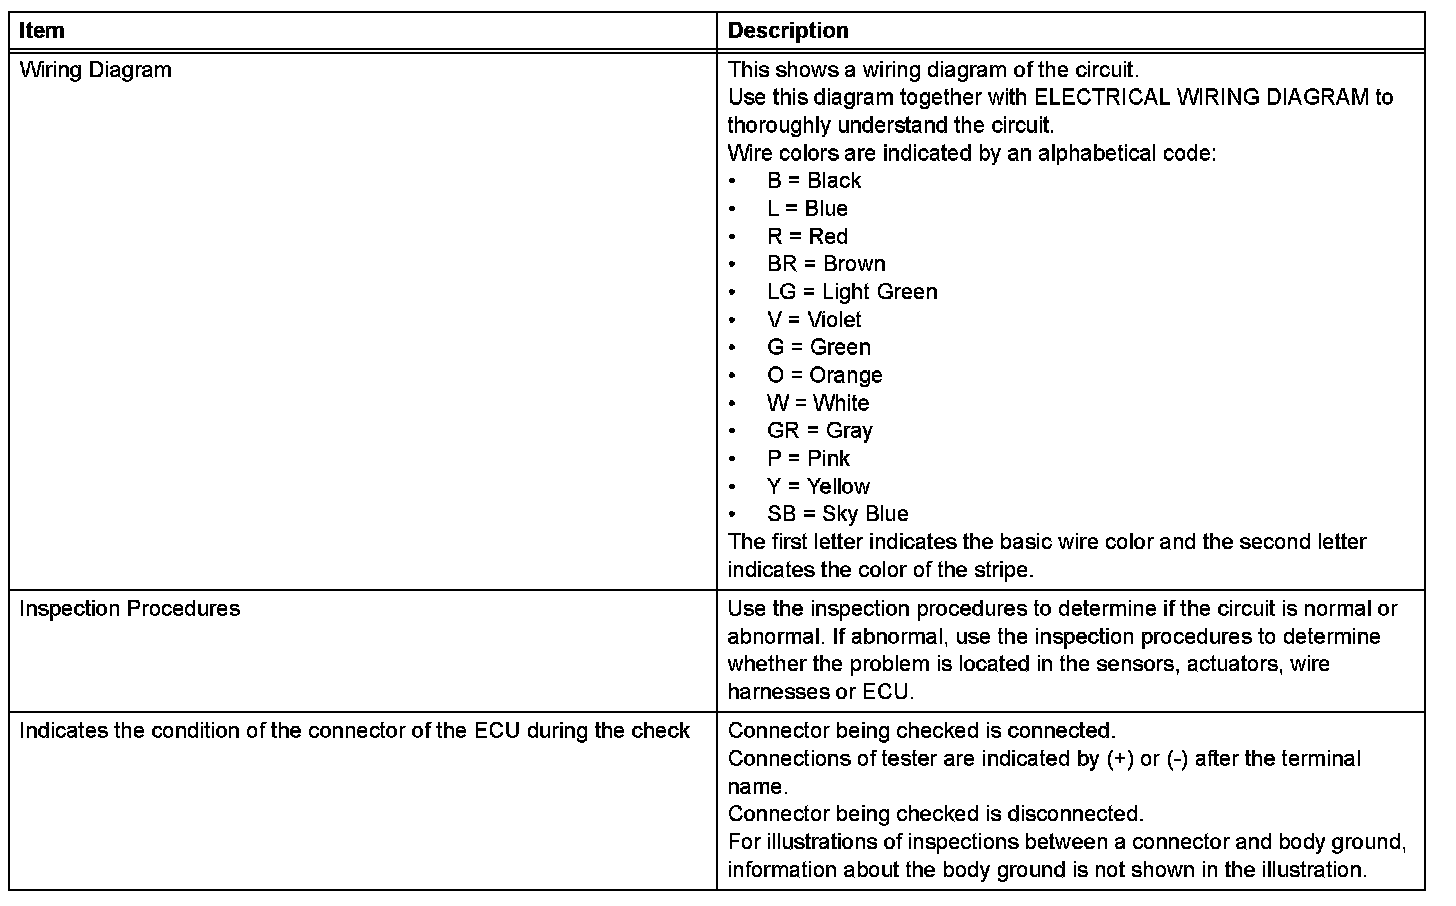 Item
Description
Wiring Diagram
This shows a wiring diagram of the circuit.
Use this diagram together with ELECTRICAL WIRING DIAGRAM to
thoroughly understand the circuit.
Wire colors are indicated by an alphabetical code:
• B = Black
• L = Blue
• R = Red
• BR = Brown
• LG = Light Green
• V = Violet
• G = Green
• O = Orange
• W = White
• GR = Gray
• P = Pink
• Y = Yellow
• SB = Sky Blue
The first letter indicates the basic wire color and the second letter
indicates the color of the stripe.
Inspection Procedures
Use the inspection procedures to determine if the circuit is normal or
abnormal. If abnormal, use the inspection procedures to determine
whether the problem is located in the sensors, actuators, wire
harnesses or ECU.
Indicates the condition of the connector of the ECU during the check
Connector being checked is connected.
Connections of tester are indicated by (+) or (-) after the terminal
name.
Connector being checked is disconnected.
For illustrations of inspections between a connector and body ground,
information about the body ground is not shown in the illustration.